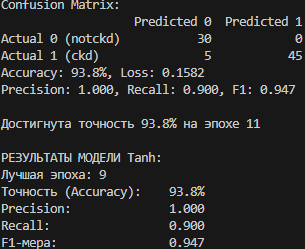 Confusion Matrix:
Predicted 0 Predicted 1
Actual 0 (notckd) 30 0
Actual 1 (ckd) 5 45
Accuracy: 93.8%, Loss: 0.1582
Precision: 1.000, Recall: 0.900, F1: 0.947
Достигнута точность 93.8% на эпохе 11
РЕЗУЛЬТАТЫ МОДЕЛИ Tanh:
Лучшая эпоха: 9
Точность (Accuracy): 93.8%
Precision: 1.000
Recall: 0.900
F1-мера: 0.947